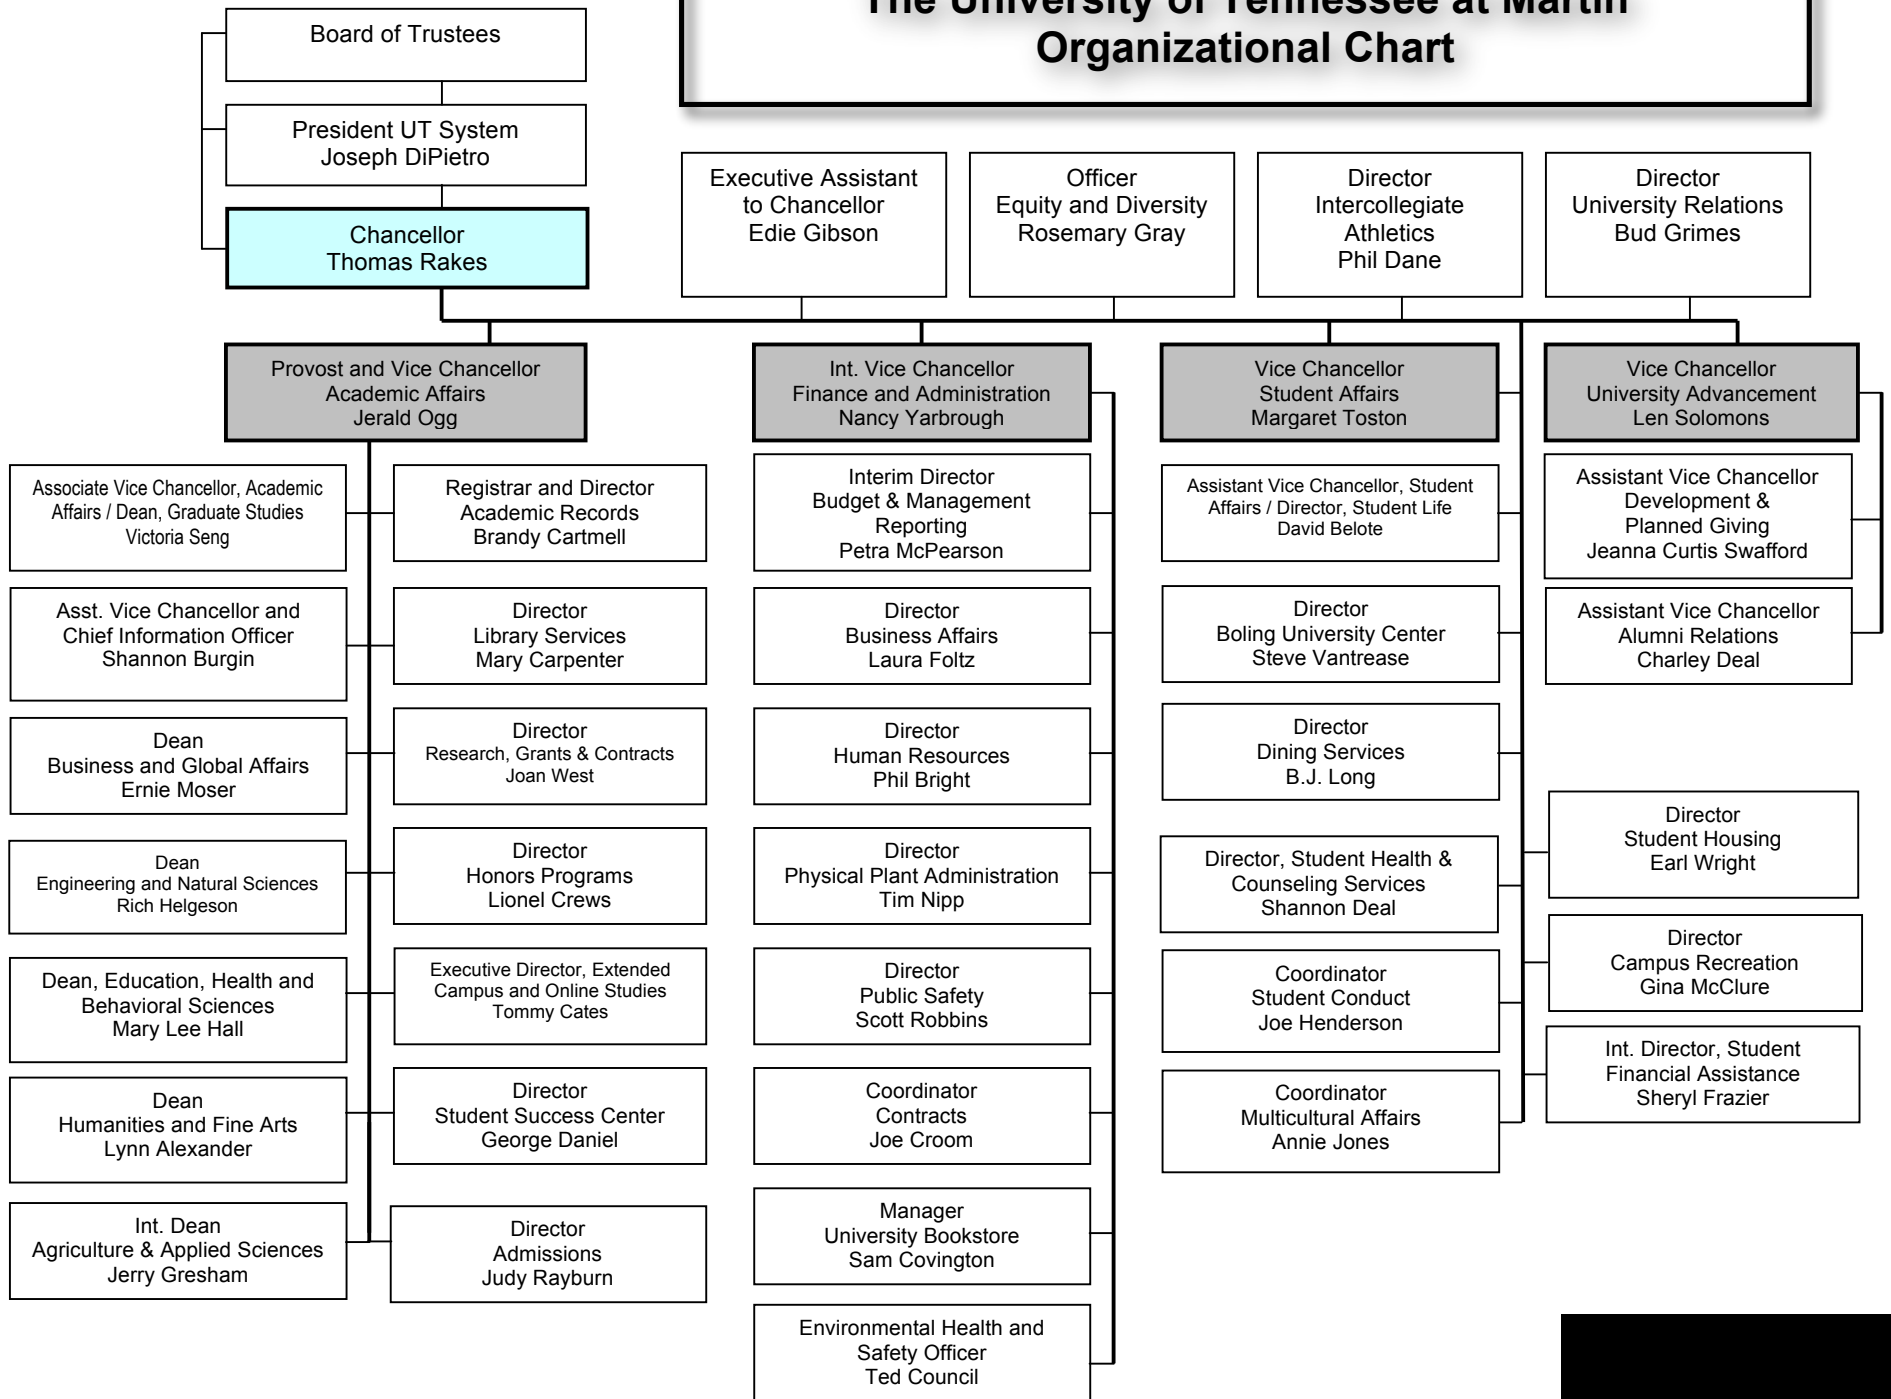 The University of Tennessee at Martin
Organizational Chart
Board of Trustees
President UT System
Joseph DiPietro
Chancellor
Thomas Rakes
Executive Assistant
to Chancellor
Edie Gibson
Officer
Equity and Diversity
Rosemary Gray
Director
Intercollegiate
Athletics
Phil Dane
Director
University Relations
Bud Grimes
Provost and Vice Chancellor
Academic Affairs
Jerald Ogg
Int. Vice Chancellor
Finance and Administration
Nancy Yarbrough
Vice Chancellor
Student Affairs
Margaret Toston
Vice Chancellor
University Advancement
Len Solomons
Associate Vice Chancellor, Academic
Affairs / Dean, Graduate Studies
Victoria Seng
Asst. Vice Chancellor and
Chief Information Officer
Shannon Burgin
Dean
Business and Global Affairs
Ernie Moser
Dean
Engineering and Natural Sciences
Rich Helgeson
Dean, Education, Health and
Behavioral Sciences
Mary Lee Hall
Dean
Humanities and Fine Arts
Lynn Alexander
Int. Dean
Agriculture & Applied Sciences
Jerry Gresham
Registrar and Director
Academic Records
Brandy Cartmell
Director
Library Services
Mary Carpenter
Director
Research, Grants & Contracts
Joan West
Director
Honors Programs
Lionel Crews
Executive Director, Extended
Campus and Online Studies
Tommy Cates
Director
Student Success Center
George Daniel
Director
Admissions
Judy Rayburn
Interim Director
Budget & Management
Reporting
Petra McPearson
Director
Business Affairs
Laura Foltz
Director
Human Resources
Phil Bright
Director
Physical Plant Administration
Tim Nipp
Director
Public Safety
Scott Robbins
Coordinator
Contracts
Joe Croom
Manager
University Bookstore
Sam Covington
Environmental Health and
Safety Officer
Ted Council
Assistant Vice Chancellor, Student
Affairs / Director, Student Life
David Belote
Director
Boling University Center
Steve Vantrease
Director
Dining Services
B.J. Long
Director, Student Health &
Counseling Services
Shannon Deal
Coordinator
Student Conduct
Joe Henderson
Coordinator
Multicultural Affairs
Annie Jones
Assistant Vice Chancellor
Development &
Planned Giving
Jeanna Curtis Swafford
Assistant Vice Chancellor
Alumni Relations
Charley Deal
Director
Student Housing
Earl Wright
Director
Campus Recreation
Gina McClure
Int. Director, Student
Financial Assistance
Sheryl Frazier